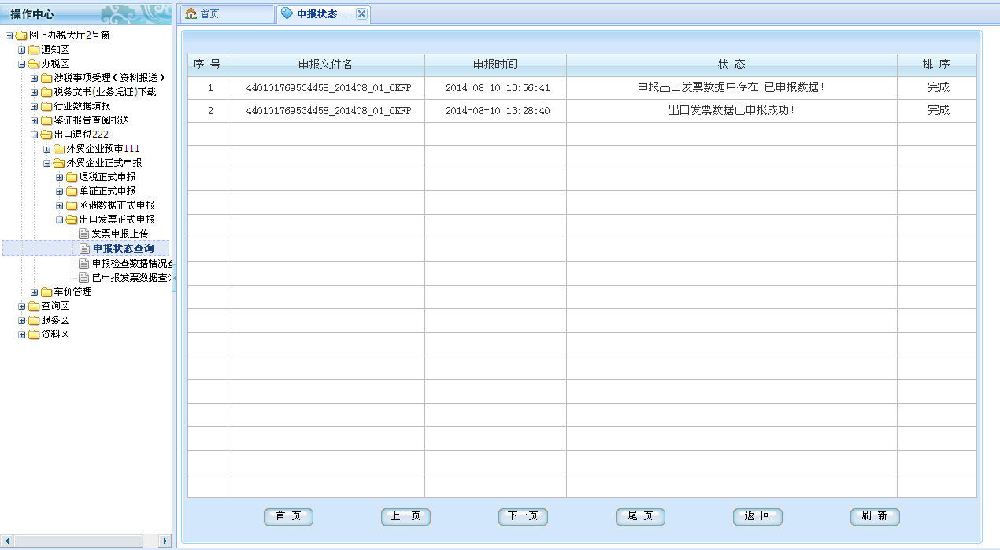 操作中心
网上办税大厅2号窗
通知区
办税区
涉税事项受理(资料报送)
税务文书(业务凭证)下载
行业数据填报
鉴证报告查阅报送
出口退税222
外贸企业预审111
外贸企业正式申报
退税正式申报
单证正式申报
函调数据正式申报
出口发票正式申报
发票申报上传
申报状态查询
申报检查数据情况查
已申报发票数据查询
车价管理
查询区
服务区
资料区
首页 申报状态...
序 号 申报文件名 申报时间 状 态 排 序
1 440101769534458_201408_01_CKFP 2014-08-10 13:56:41 申报出口发票数据中存在 已申报数据! 完成
2 440101769534458_201408_01_CKFP 2014-08-10 13:28:40 出口发票数据已申报成功! 完成
首 页 上一页 下一页 尾 页 返 回 刷 新